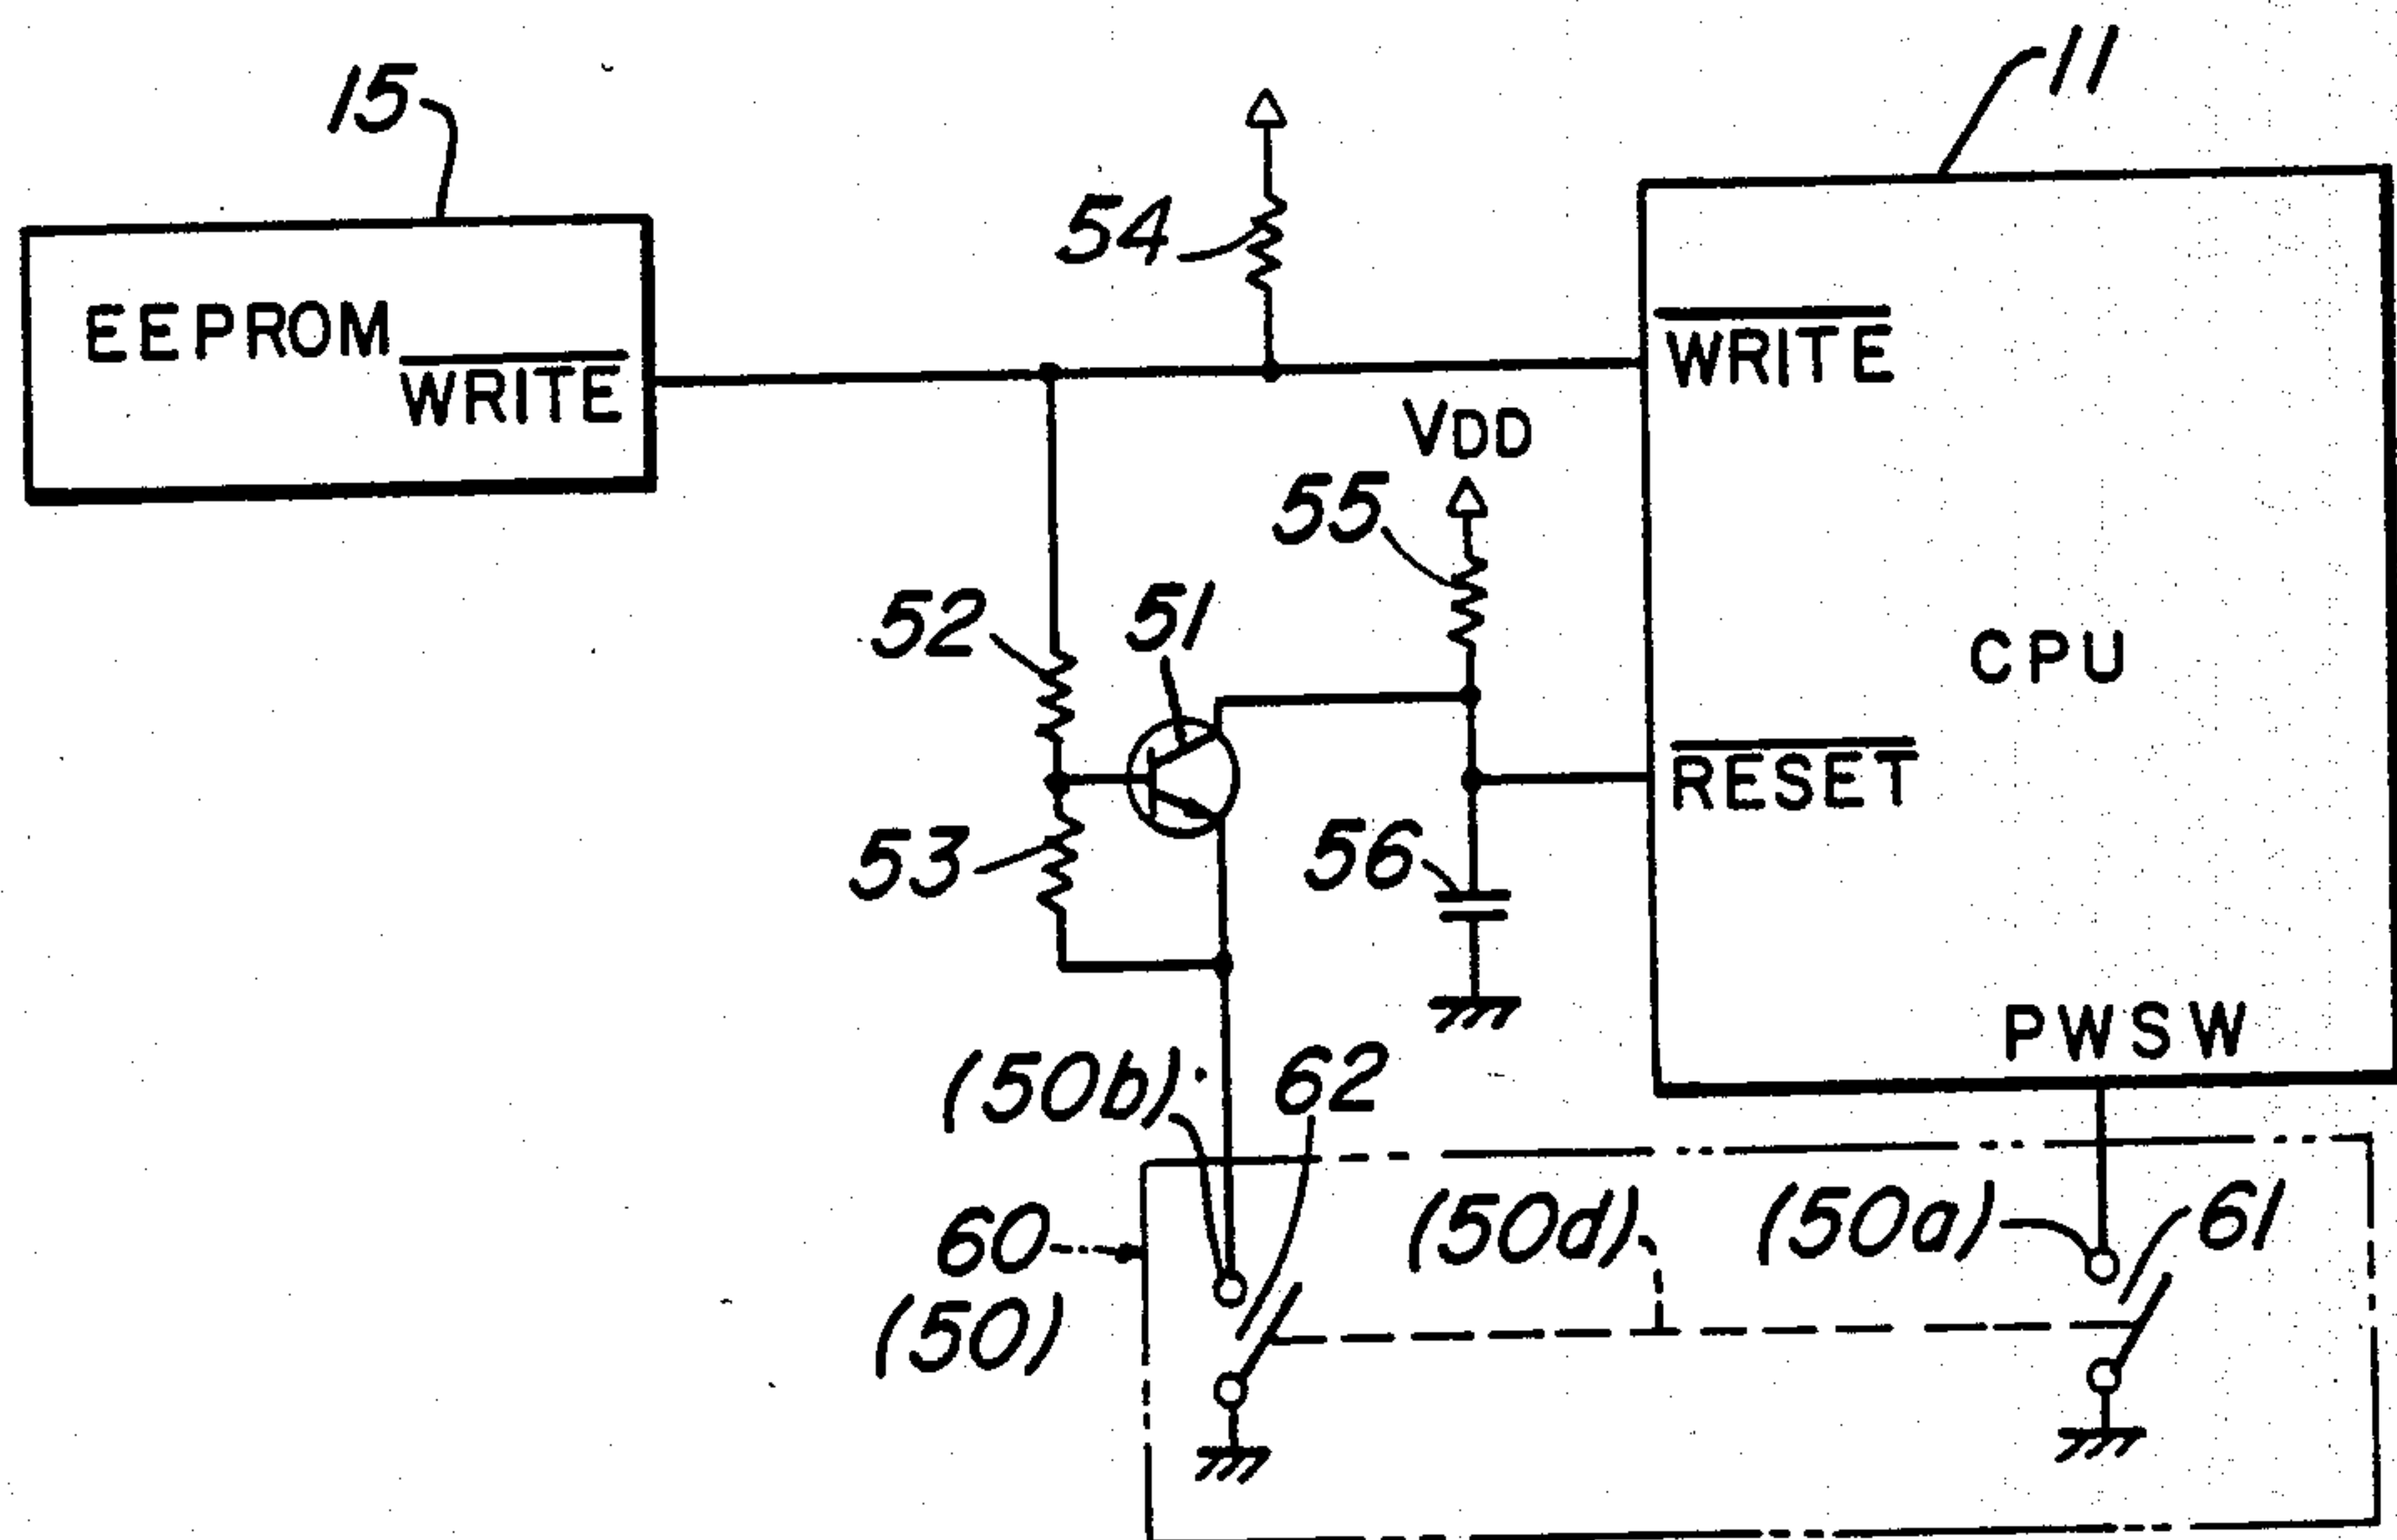 15
11
54
EEPROM
WRITE
WRITE
VDD
55
52
51
CPU
RESET
53
56
PWSW
(50b)
62
60
(50d)
(50a)
61
(50)